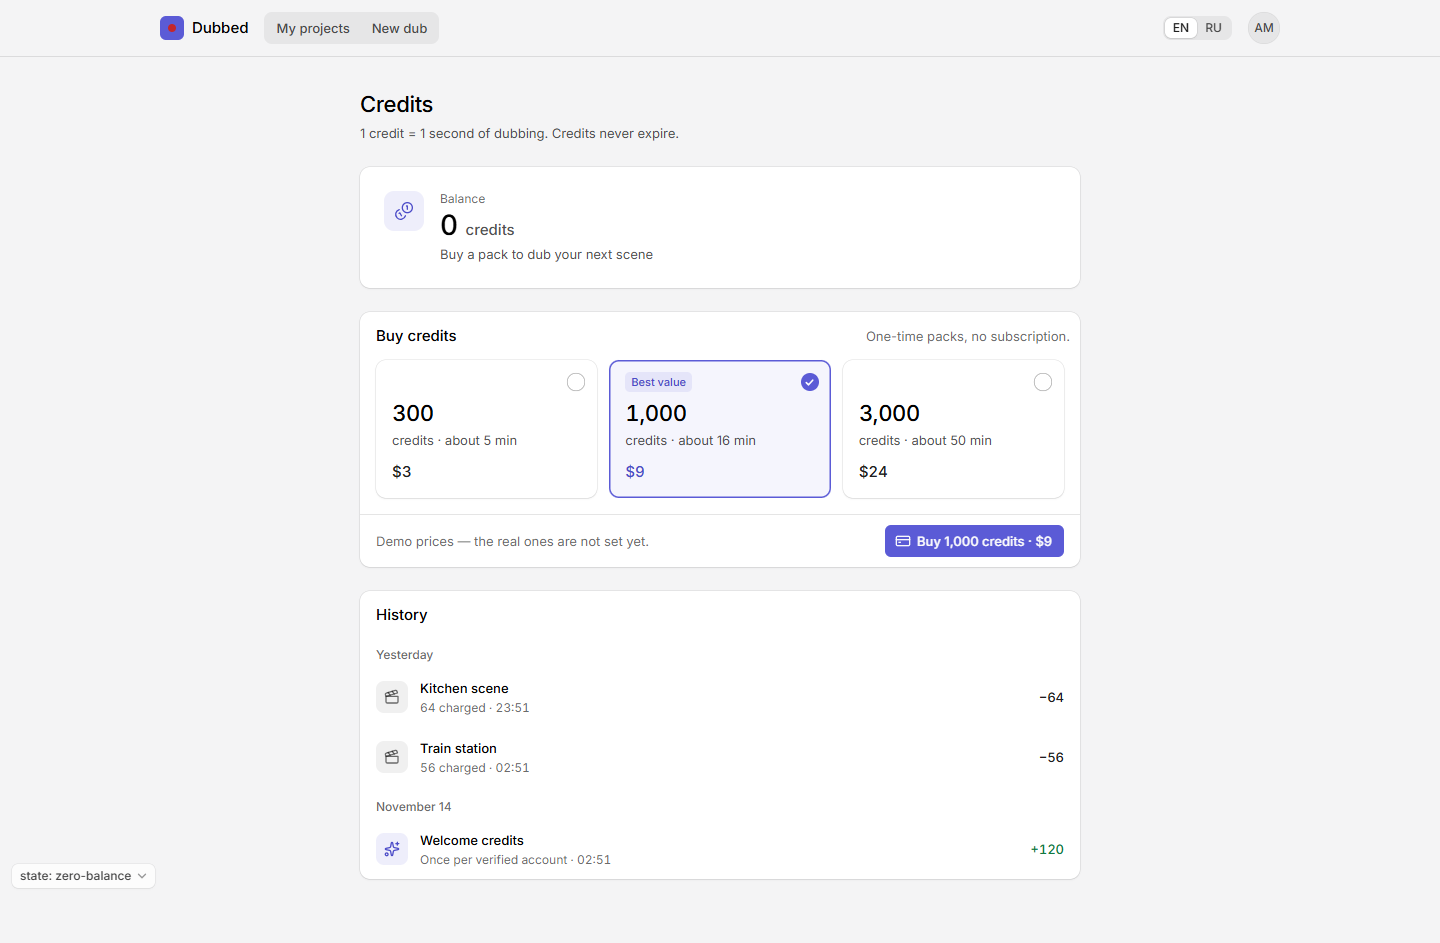 Dubbed
My projects
New dub
EN
RU
AM
Credits
1 credit = 1 second of dubbing. Credits never expire.
Balance
0 credits
Buy a pack to dub your next scene
Buy credits
One-time packs, no subscription.
300
credits · about 5 min
$3
Best value
1,000
credits · about 16 min
$9
3,000
credits · about 50 min
$24
Demo prices — the real ones are not set yet.
Buy 1,000 credits · $9
History
Yesterday
Kitchen scene
64 charged · 23:51
−64
Train station
56 charged · 02:51
−56
November 14
Welcome credits
Once per verified account · 02:51
+120
state: zero-balance